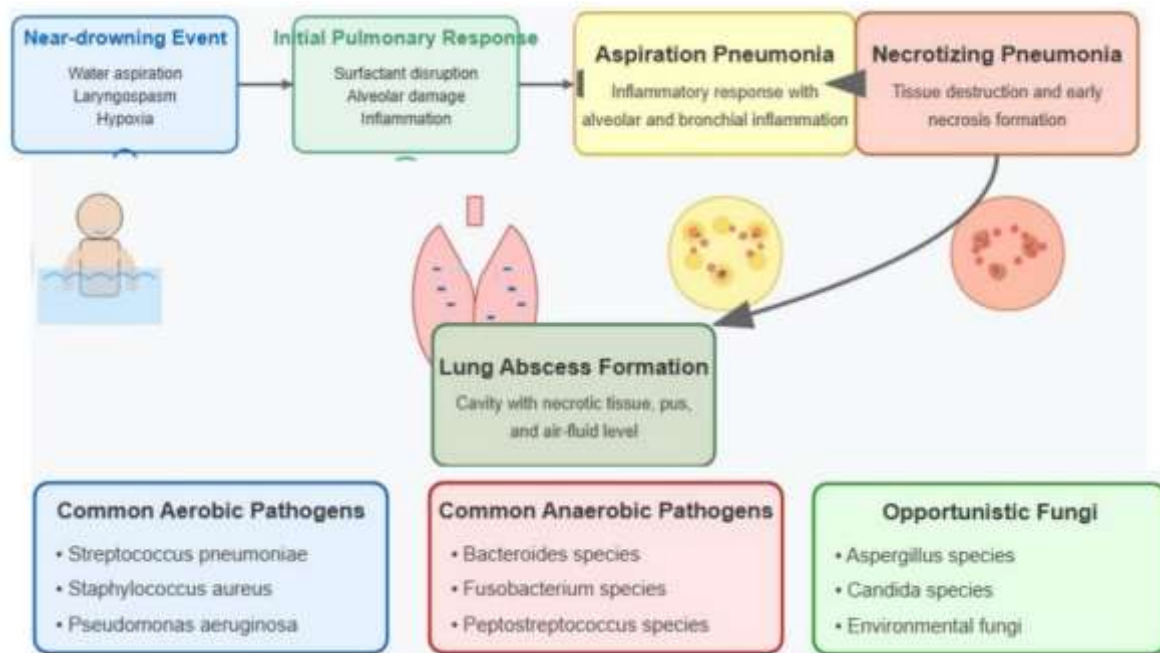 Near-drowning Event
Water aspiration
Laryngospasm
Hypoxia
Initial Pulmonary Response
Surfactant disruption
Alveolar damage
Inflammation
Aspiration Pneumonia
Inflammatory response with
alveolar and bronchial inflammation
Necrotizing Pneumonia
Tissue destruction and early
necrosis formation
Lung Abscess Formation
Cavity with necrotic tissue, pus,
and air-fluid level
Common Aerobic Pathogens
• Streptococcus pneumoniae
• Staphylococcus aureus
• Pseudomonas aeruginosa
Common Anaerobic Pathogens
• Bacteroides species
• Fusobacterium species
• Peptostreptococcus species
Opportunistic Fungi
• Aspergillus species
• Candida species
• Environmental fungi